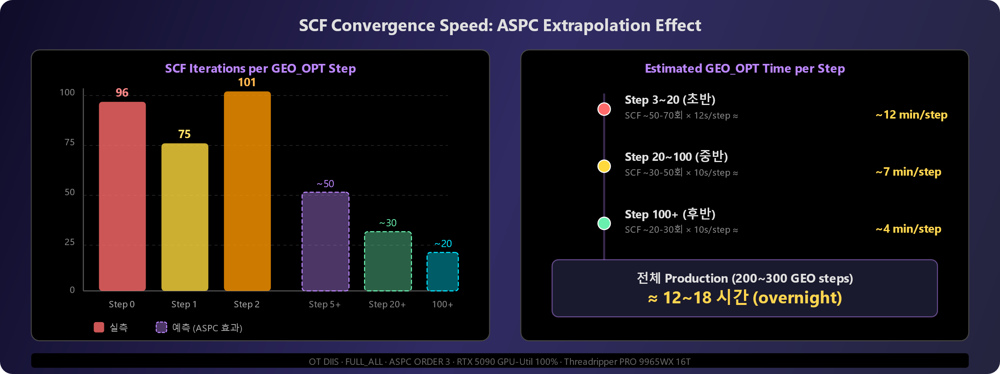 SCF Convergence Speed: ASPC Extrapolation Effect
SCF Iterations per GEO_OPT Step
100
75
50
25
0
96
75
101
~50
~30
~20
Step 0
Step 1
Step 2
Step 5+
Step 20+
100+
실측
예측 (ASPC 효과)
Estimated GEO_OPT Time per Step
Step 3~20 (초반)
SCF ~50-70회 × 12s/step ≈
~12 min/step
Step 20~100 (중반)
SCF ~30-50회 × 10s/step ≈
~7 min/step
Step 100+ (후반)
SCF ~20-30회 × 10s/step ≈
~4 min/step
전체 Production (200~300 GEO steps)
≈ 12~18 시간 (overnight)
OT DIIS · FULL_ALL · ASPC ORDER 3 · RTX 5090 GPU-Util 100% · Threadripper PRO 9965WX 16T